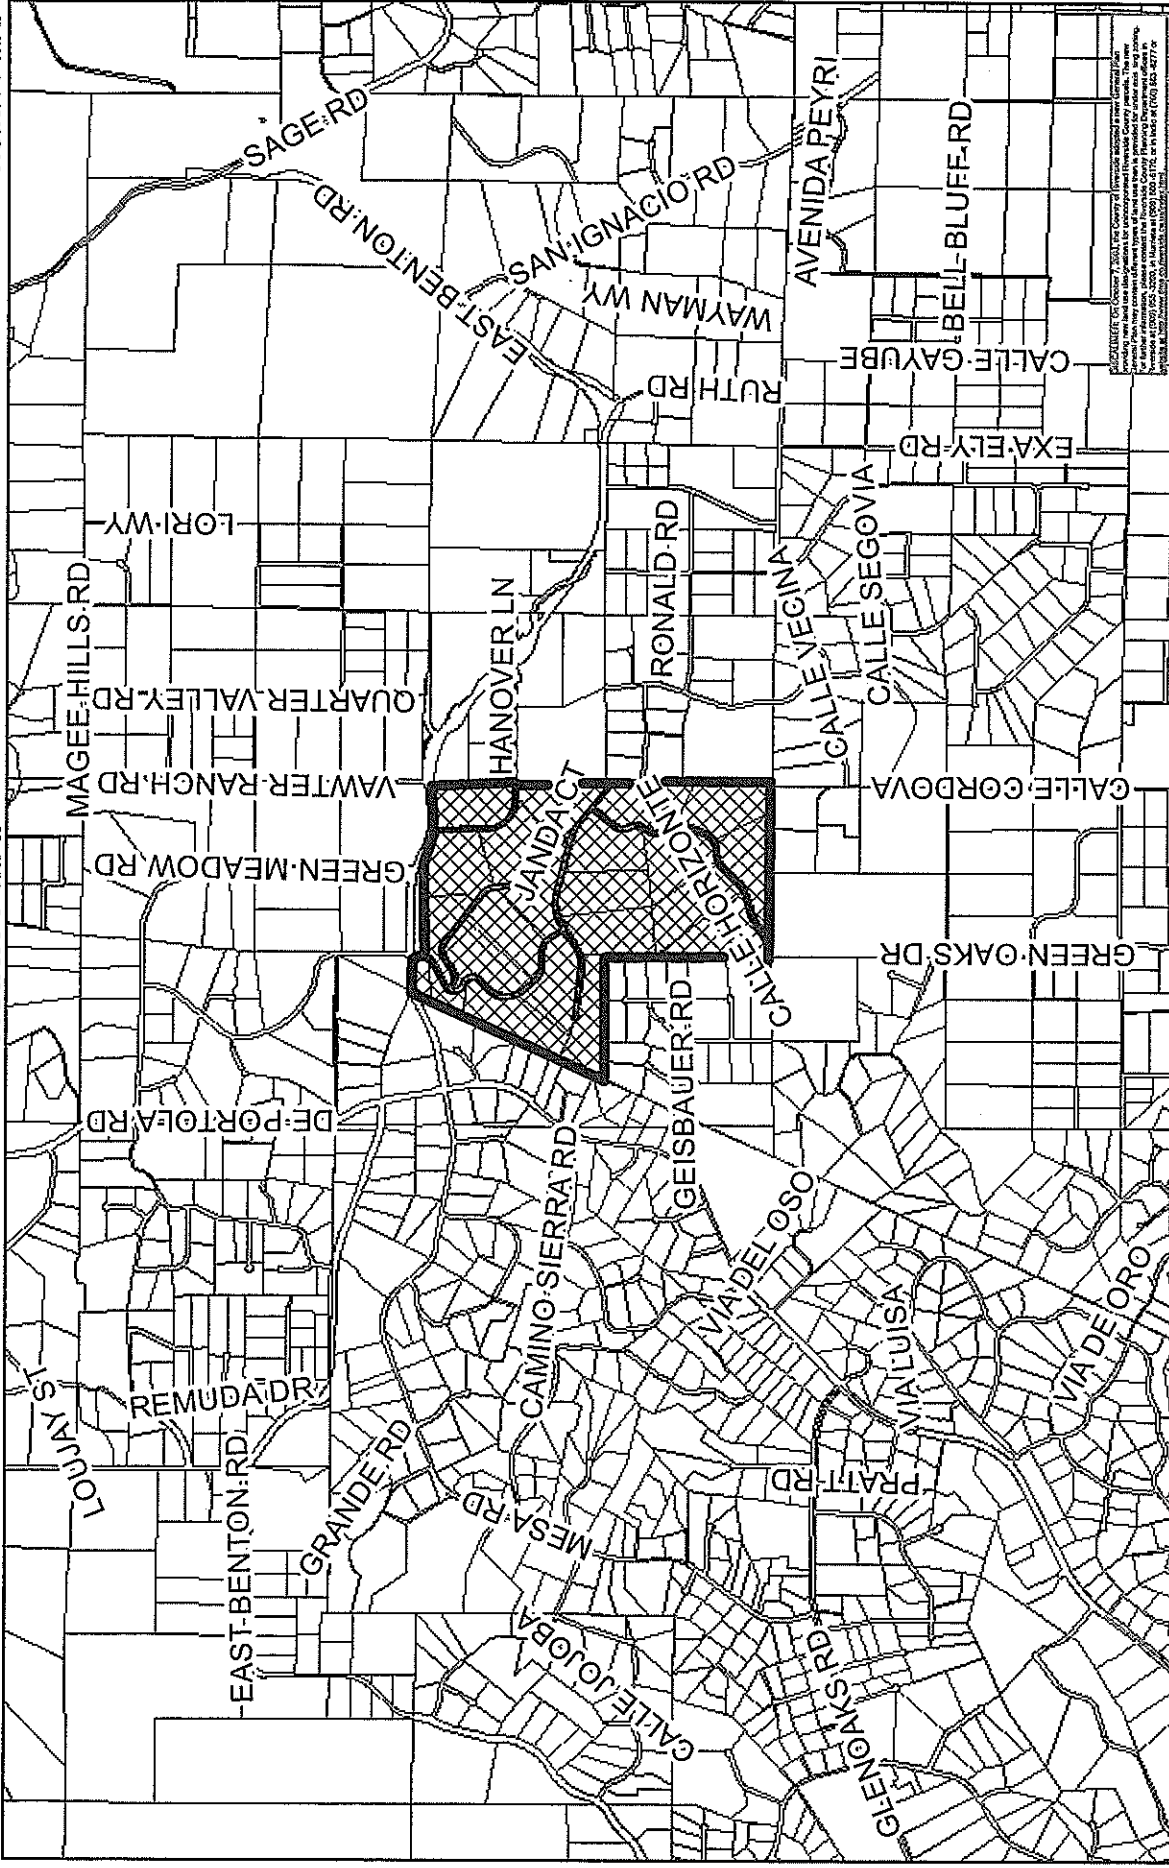 SAGE RD
EAST BENTON RD
SAN IGNACIO RD
WAYMAN WY
AVENIDA PEYRI
BELL BLUFF RD
CALLE GAYUBE
RUTH RD
EXA ELY RD
LORI WY
MAGEE HILLS RD
QUARTER VALLEY RD
HANOVER LN
RONALD RD
CALLE VECINA
CALLE SEGOVIA
VAWTER RANCH RD
CALLE CORDOVA
GREEN MEADOW RD
JANDA CT
CALLE HORIZONTE
GREEN OAKS DR
GEISBAUER RD
DE PORTOLA RD
CAMINO SIERRA RD
VIA DEL OSO
VIA LUISA
VIA DE ORO
LOUJAY ST
REMUDA DR
EAST BENTON RD
GRANDE RD
MESA RD
PRATT RD
CALLE JOJOBA
GLENOAKS RD